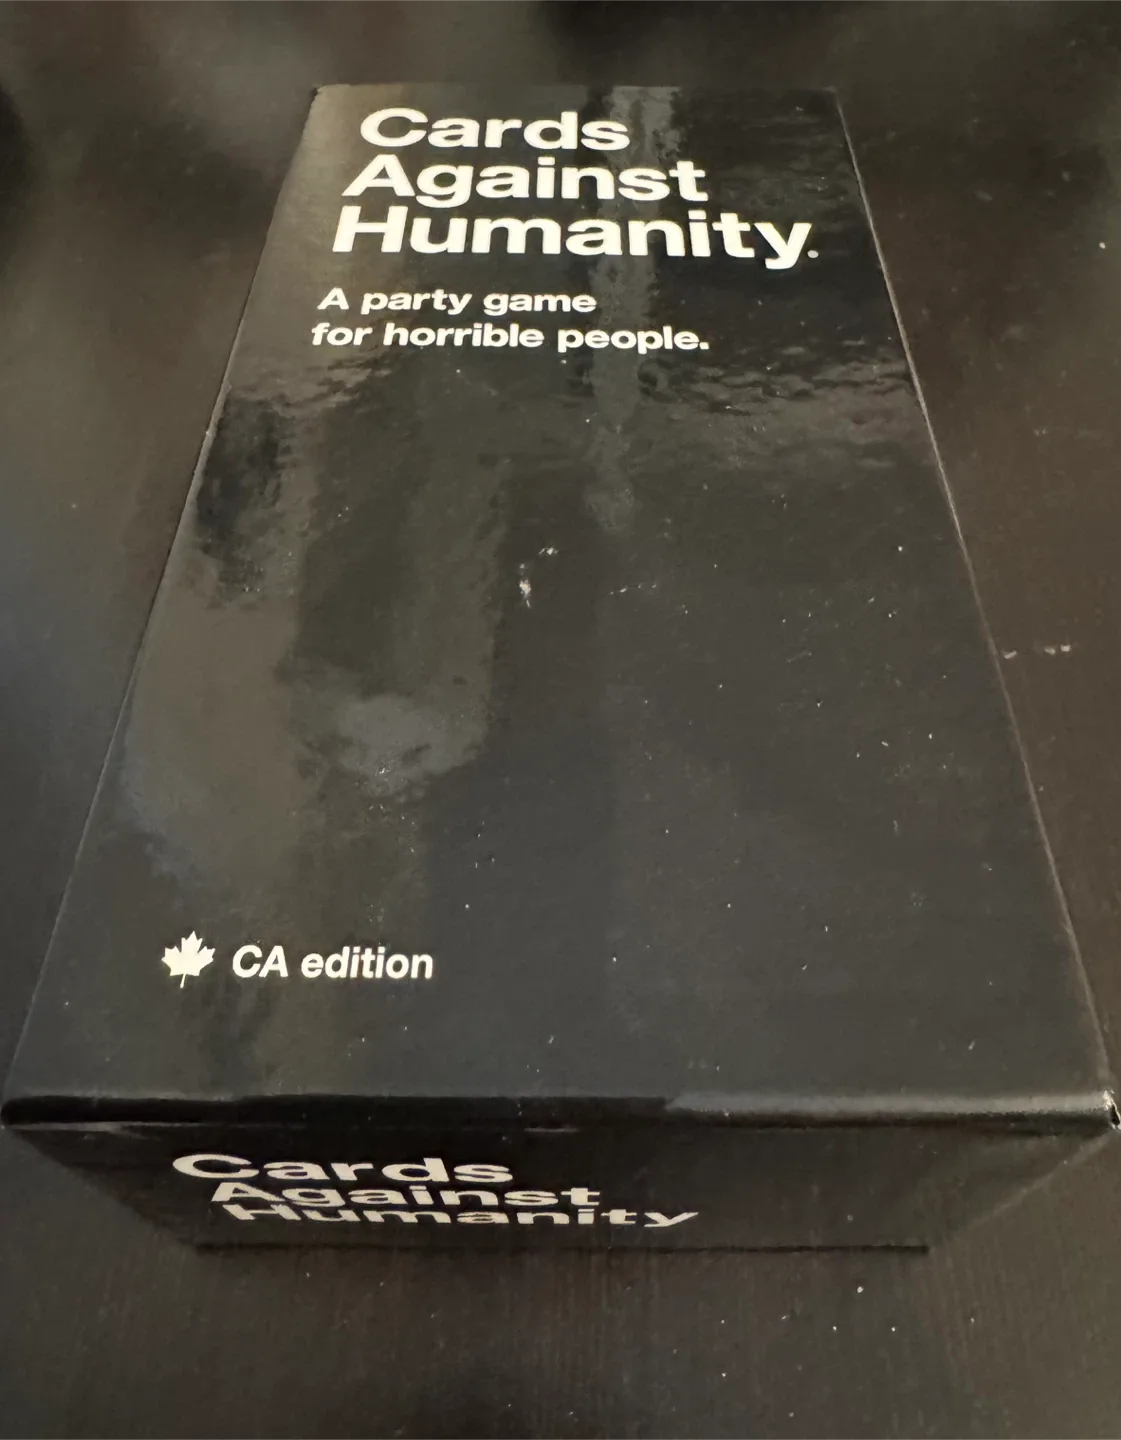 Cards
Against
Humanity.
A party game
for horrible people.
CA edition
Cards
Against
Humanity